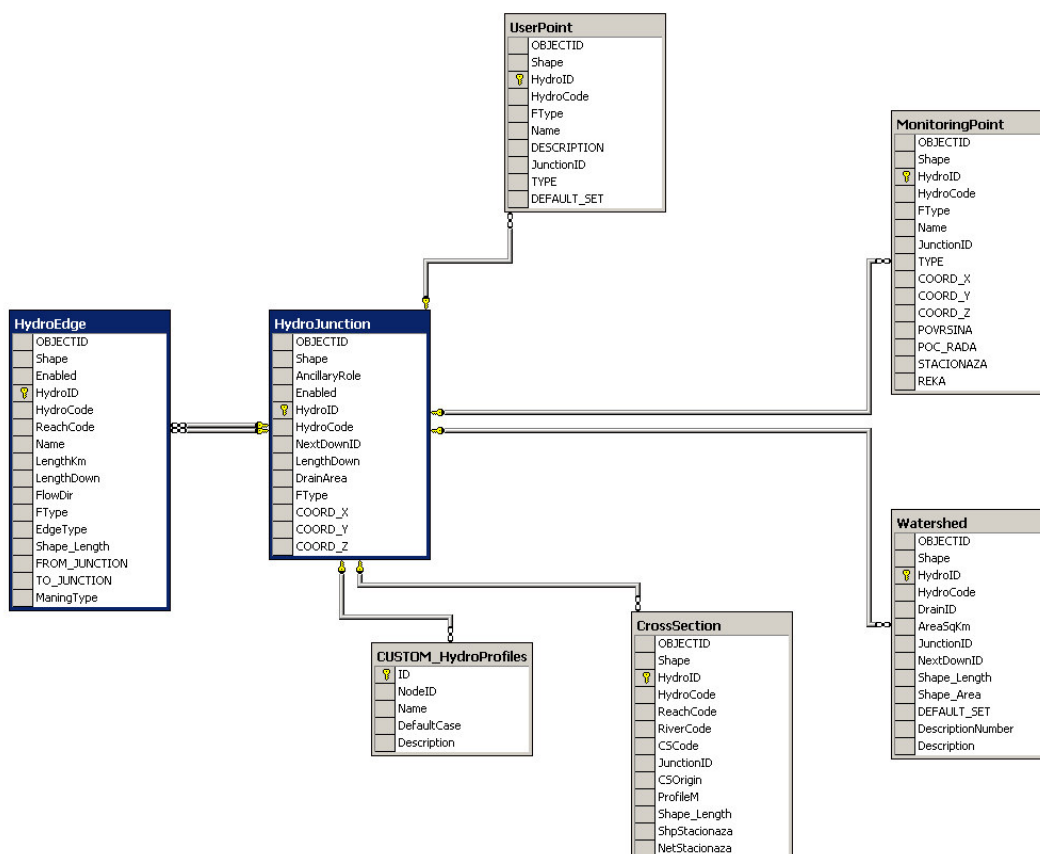 UserPoint
OBJECTID
Shape
HydroID
HydroCode
FType
Name
DESCRIPTION
JunctionID
TYPE
DEFAULT_SET
MonitoringPoint
OBJECTID
Shape
HydroID
HydroCode
FType
Name
JunctionID
TYPE
COORD_X
COORD_Y
COORD_Z
POVRSINA
POC_RADA
STACIONAZA
REKA
HydroEdge
OBJECTID
Shape
Enabled
HydroID
HydroCode
ReachCode
Name
LengthKm
LengthDown
FlowDir
FType
EdgeType
Shape_Length
FROM_JUNCTION
TO_JUNCTION
ManingType
HydroJunction
OBJECTID
Shape
AncillaryRole
Enabled
HydroID
HydroCode
NextDownID
LengthDown
DrainArea
FType
COORD_X
COORD_Y
COORD_Z
Watershed
OBJECTID
Shape
HydroID
HydroCode
DrainID
AreaSqKm
JunctionID
NextDownID
Shape_Length
Shape_Area
DEFAULT_SET
DescriptionNumber
Description
CUSTOM_HydroProfiles
ID
NodeID
Name
DefaultCase
Description
CrossSection
OBJECTID
Shape
HydroID
HydroCode
ReachCode
RiverCode
CSCode
JunctionID
CSOrigin
ProfileM
Shape_Length
ShpStacionaza
NetStacionaza